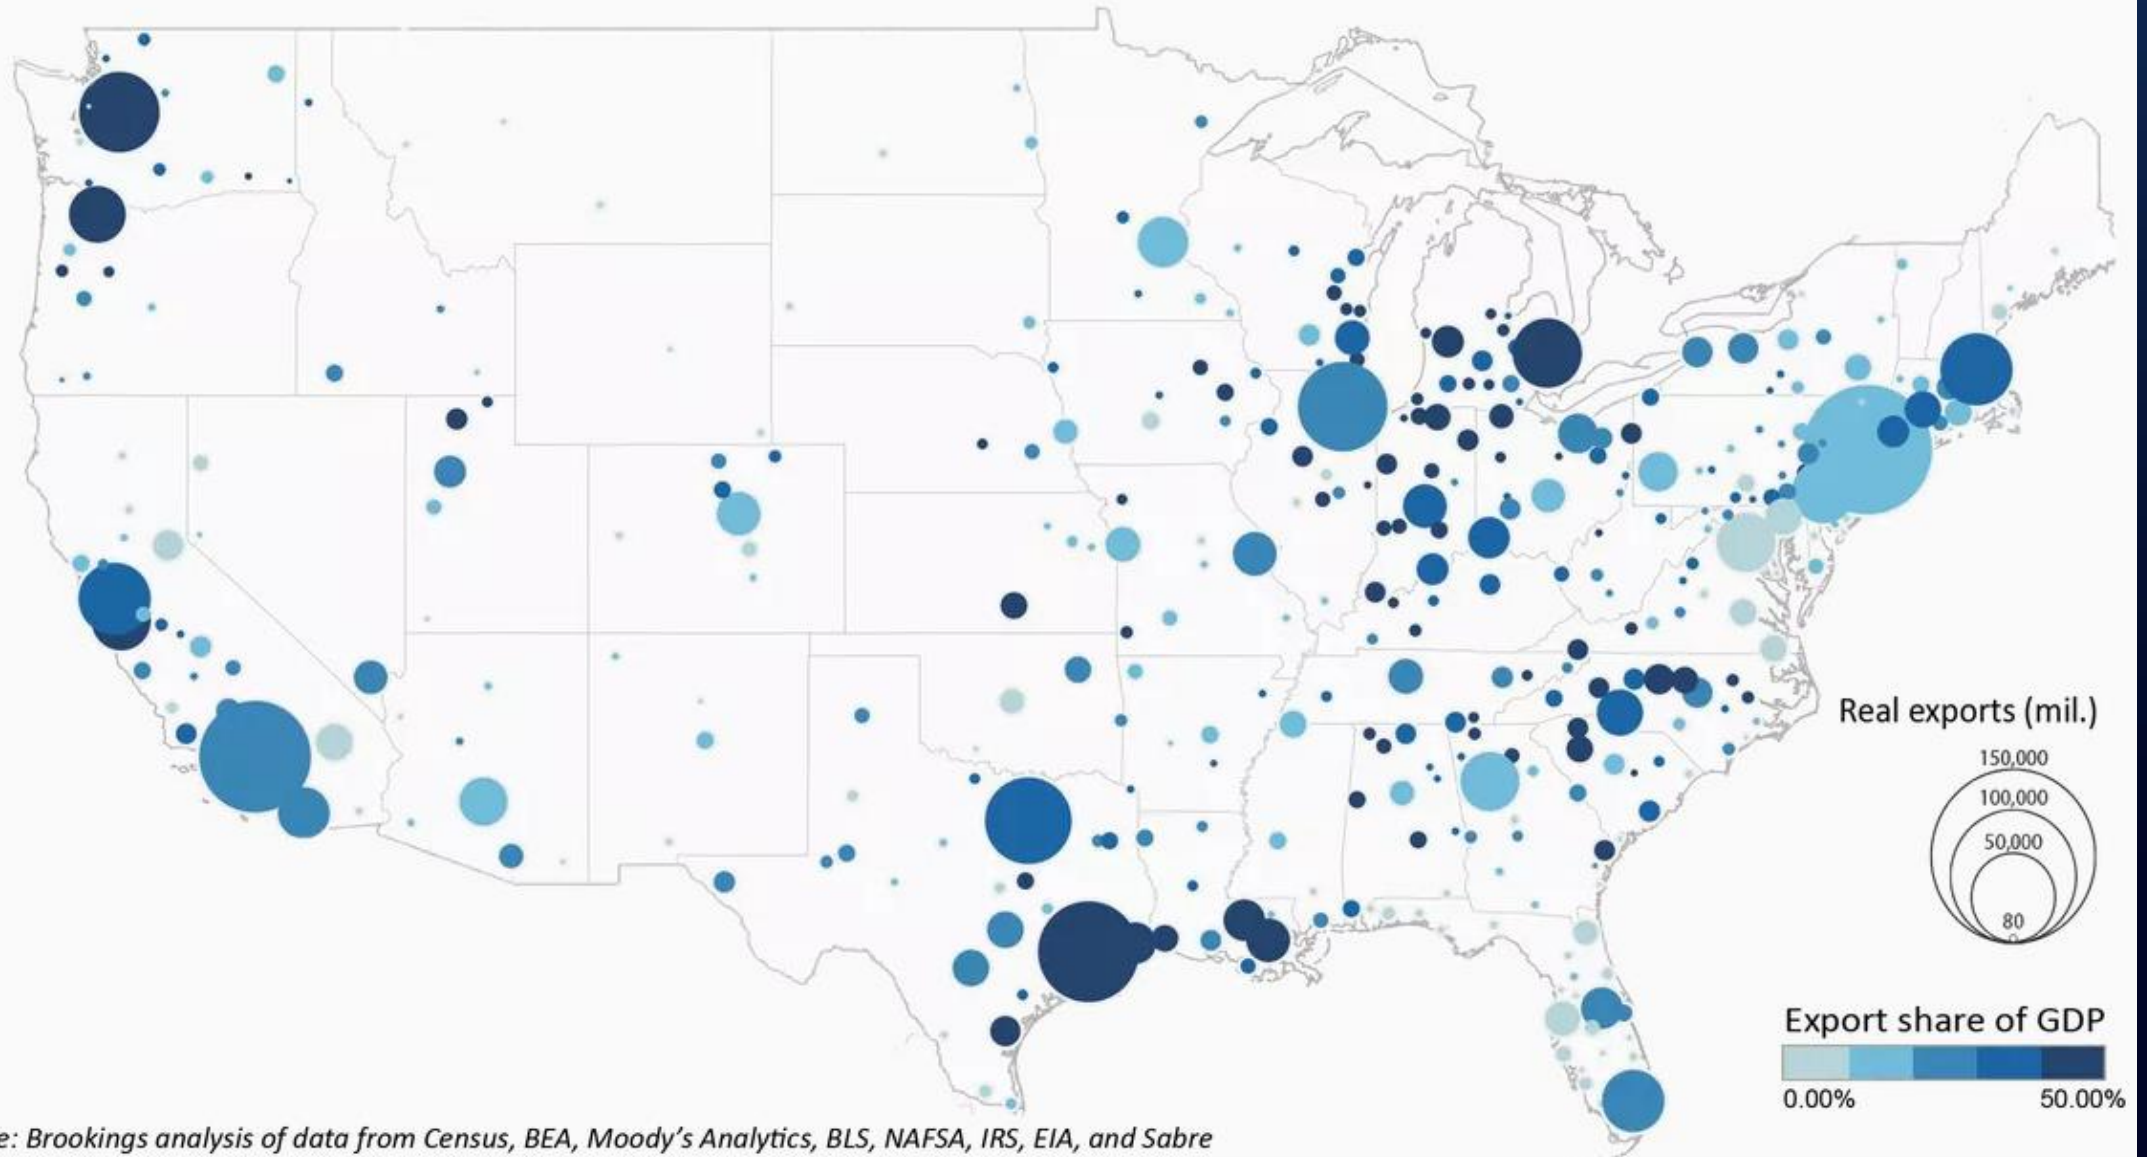 Real exports (mil.)
150,000
100,000
50,000
80
Export share of GDP
0.00% 50.00%
e: Brookings analysis of data from Census, BEA, Moody's Analytics, BLS, NAFSA, IRS, EIA, and Sabre